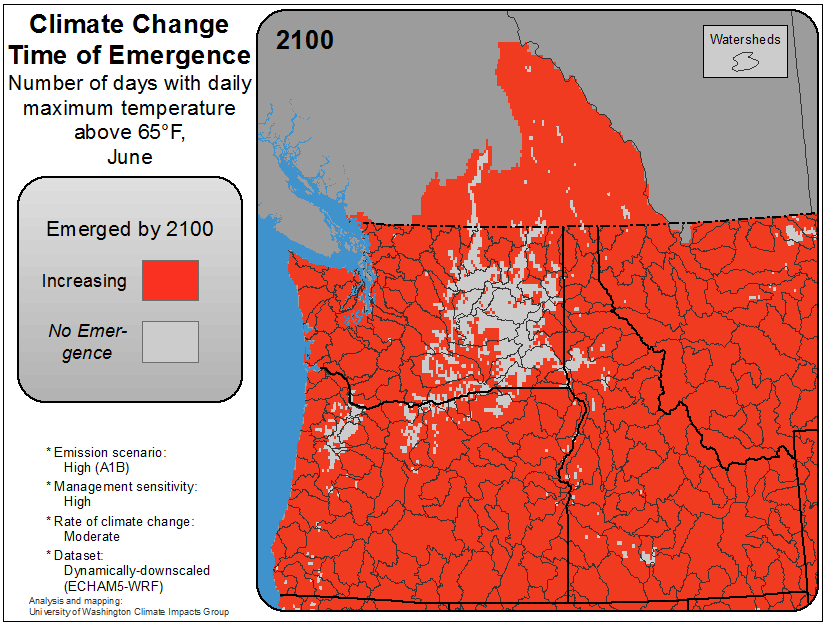 Climate Change
Time of Emergence
Number of days with daily
maximum temperature
above 65°F,
June
2100
Watersheds
Emerged by 2100
Increasing
No Emer-
gence
* Emission scenario:
High (A1B)
* Management sensitivity:
High
* Rate of climate change:
Moderate
* Dataset:
Dynamically-downscaled
(ECHAM5-WRF)
Analysis and mapping:
University of Washington Climate Impacts Group